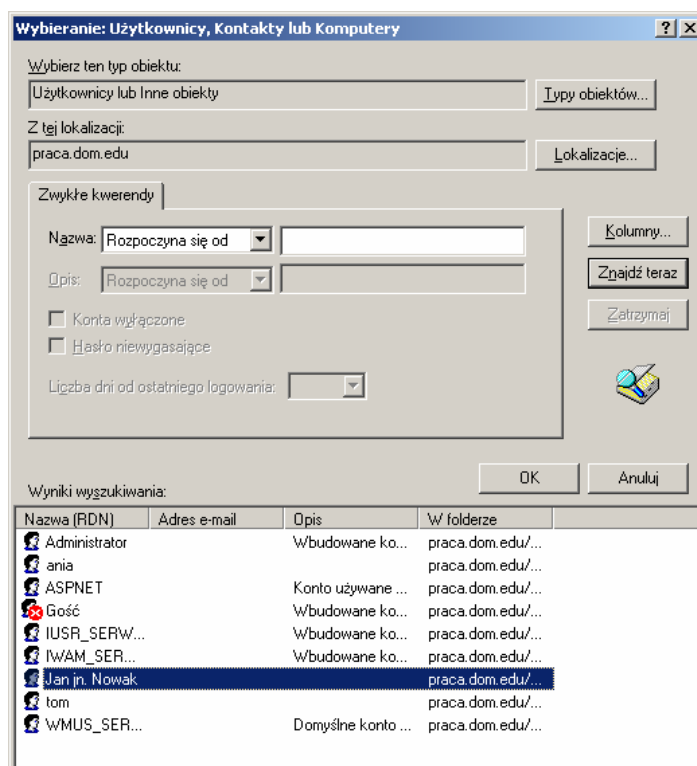 Wybieranie: Użytkownicy, Kontakty lub Komputery
Wybierz ten typ obiektu:
Użytkownicy lub Inne obiekty
Typy obiektów...
Z tej lokalizacji:
praca.dom.edu
Lokalizacje...
Zwykłe kwerendy
Nazwa: Rozpoczyna się od
Kolumny...
Opis: Rozpoczyna się od
Znajdź teraz
Konta wyłączone
Zatrzymaj
Hasło niewygasające
Liczba dni od ostatniego logowania:
OK Anuluj
Wyniki wyszukiwania:
Nazwa (RDN) Adres e-mail Opis W folderze
Administrator Wbudowane ko... praca.dom.edu/...
ania praca.dom.edu/...
ASPNET Konto używane ... praca.dom.edu/...
Gość Wbudowane ko... praca.dom.edu/...
IUSR_SERW... Wbudowane ko... praca.dom.edu/...
IWAM_SER... Wbudowane ko... praca.dom.edu/...
Jan jn. Nowak praca.dom.edu/...
tom praca.dom.edu/...
WMUS_SER... Domyślne konto ... praca.dom.edu/...